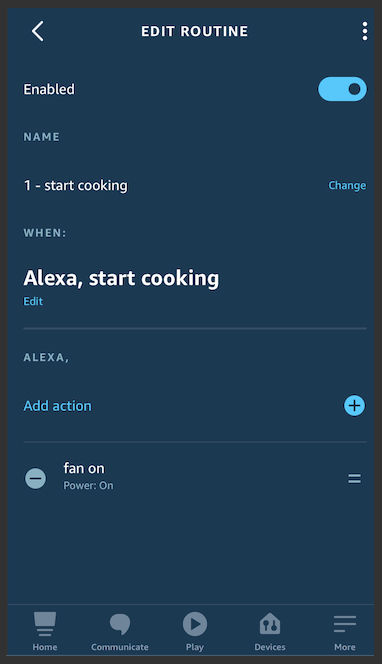 EDIT ROUTINE
Enabled
NAME
1 - start cooking
Change
WHEN:
Alexa, start cooking
Edit
ALEXA,
Add action
fan on
Power: On
Home
Communicate
Play
Devices
More